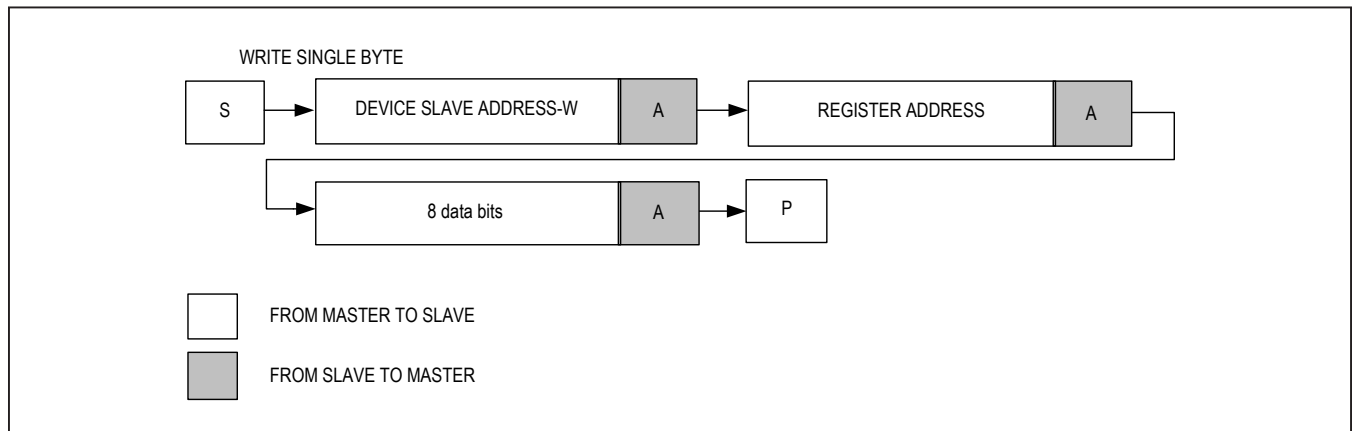 WRITE SINGLE BYTE
S DEVICE SLAVE ADDRESS-W A REGISTER ADDRESS A
8 data bits A P
FROM MASTER TO SLAVE
FROM SLAVE TO MASTER